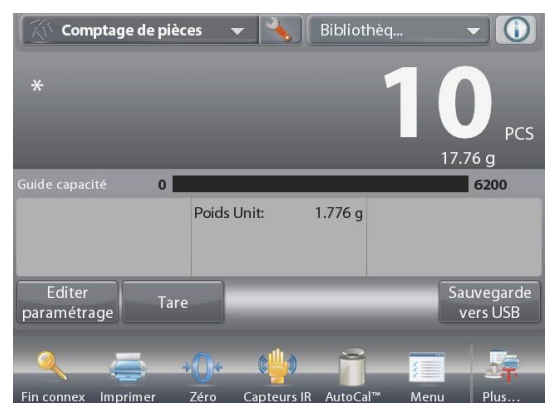 Comptage de pièces
Bibliothèq...
*
10
PCS
17.76 g
Guide capacité 0 6200
Poids Unit: 1.776 g
Editer
paramétrage
Tare
Sauvegarde
vers USB
Fin connex Imprimer Zéro Capteurs IR AutoCal™ Menu Plus...